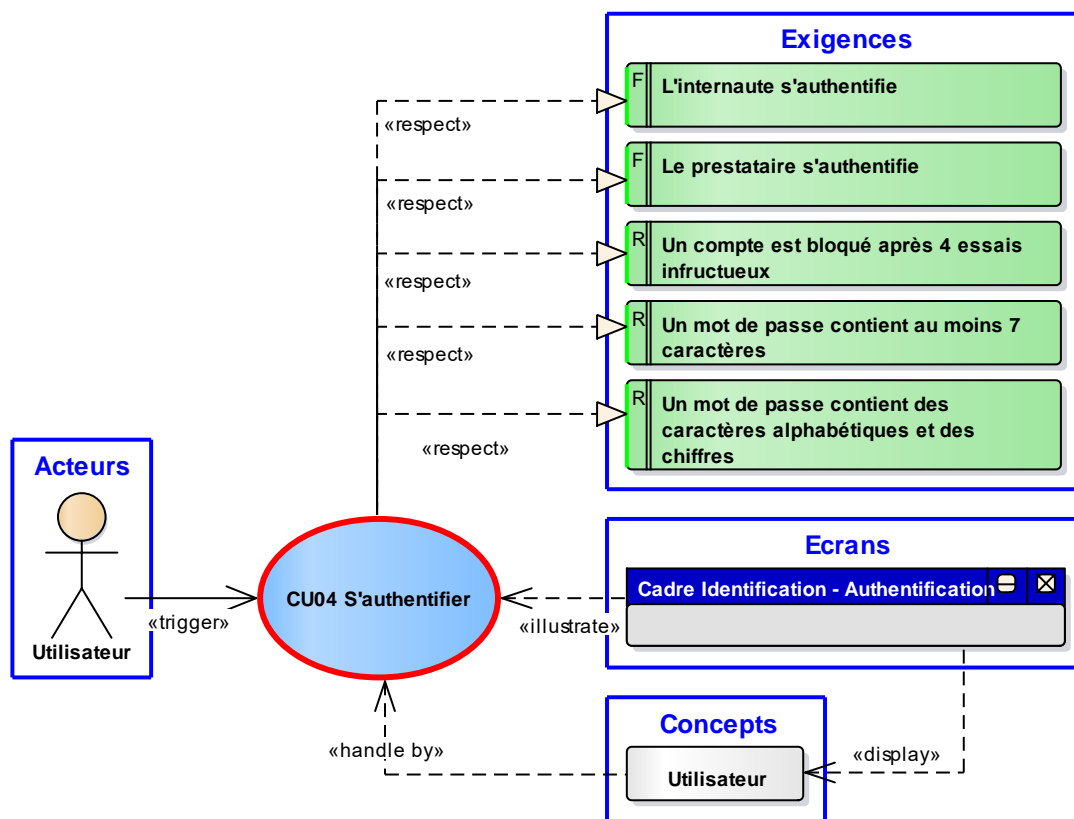 Exigences
F
L'internaute s'authentifie
«respect»
F
Le prestataire s'authentifie
«respect»
R
Un compte est bloqué après 4 essais
infructueux
«respect»
R
Un mot de passe contient au moins 7
caractères
«respect»
R
Un mot de passe contient des
caractères alphabétiques et des
chiffres
«respect»
Acteurs
Utilisateur
«trigger»
CU04 S'authentifier
Ecrans
Cadre Identification - Authentification
«illustrate»
Concepts
Utilisateur
«handle by»
«display»